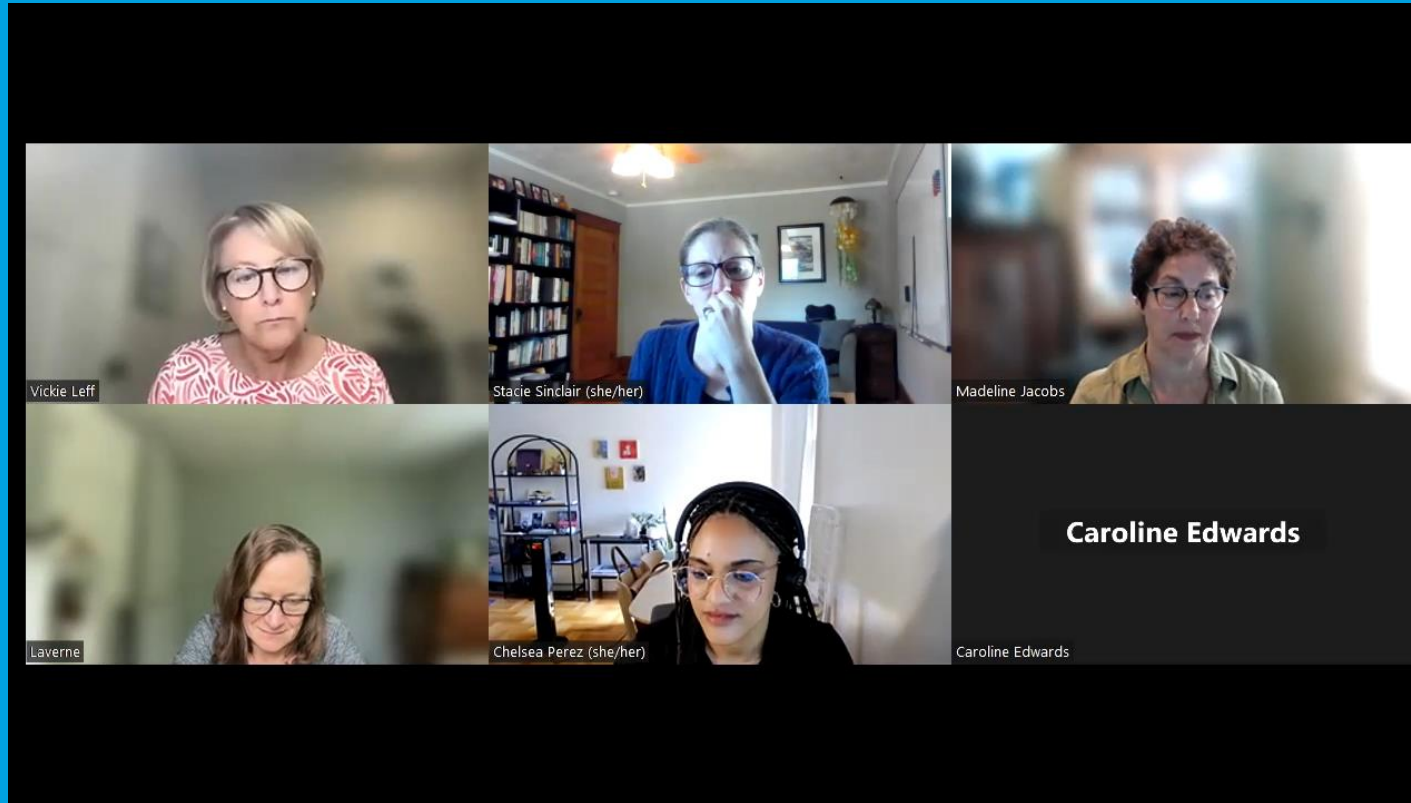 Vickie Leff
Stacie Sinclair (she/her)
Madeline Jacobs
Laverne
Chelsea Perez (she/her)
Caroline Edwards
Caroline Edwards